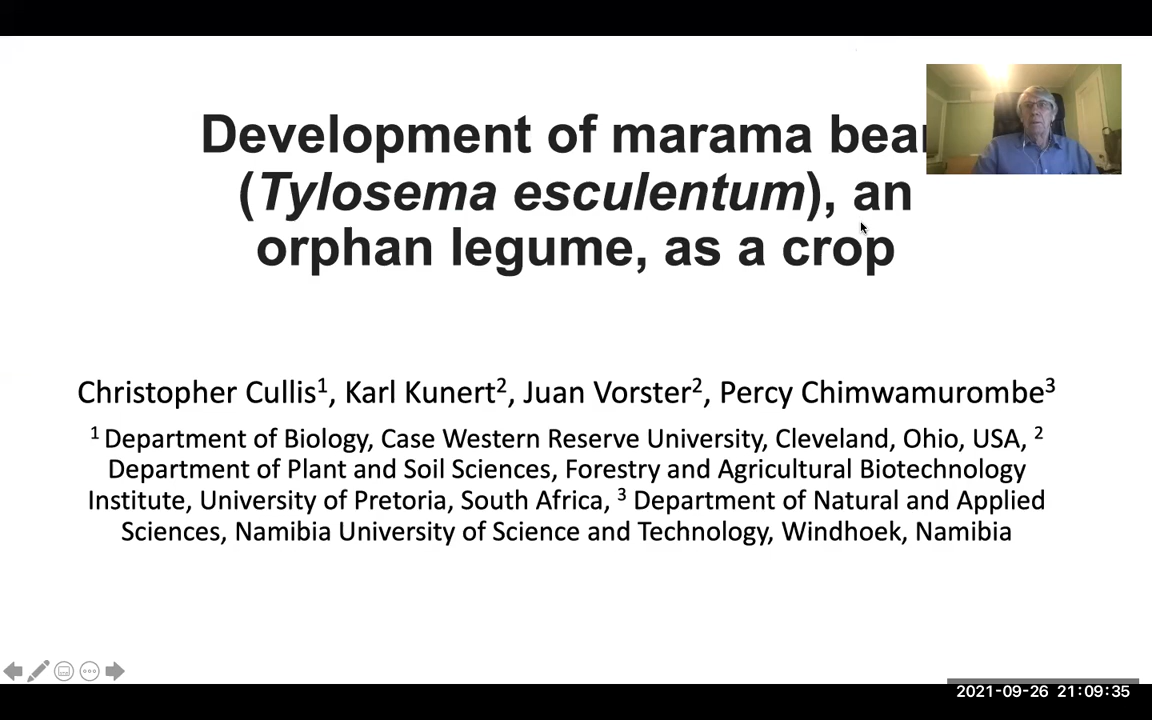 Development of marama bean
(Tylosema esculentum), an
orphan legume, as a crop
Christopher Cullis1, Karl Kunert2, Juan Vorster2, Percy Chimwamurombe3
1 Department of Biology, Case Western Reserve University, Cleveland, Ohio, USA, 2
Department of Plant and Soil Sciences, Forestry and Agricultural Biotechnology
Institute, University of Pretoria, South Africa, 3 Department of Natural and Applied
Sciences, Namibia University of Science and Technology, Windhoek, Namibia
2021-09-26 21:09:35